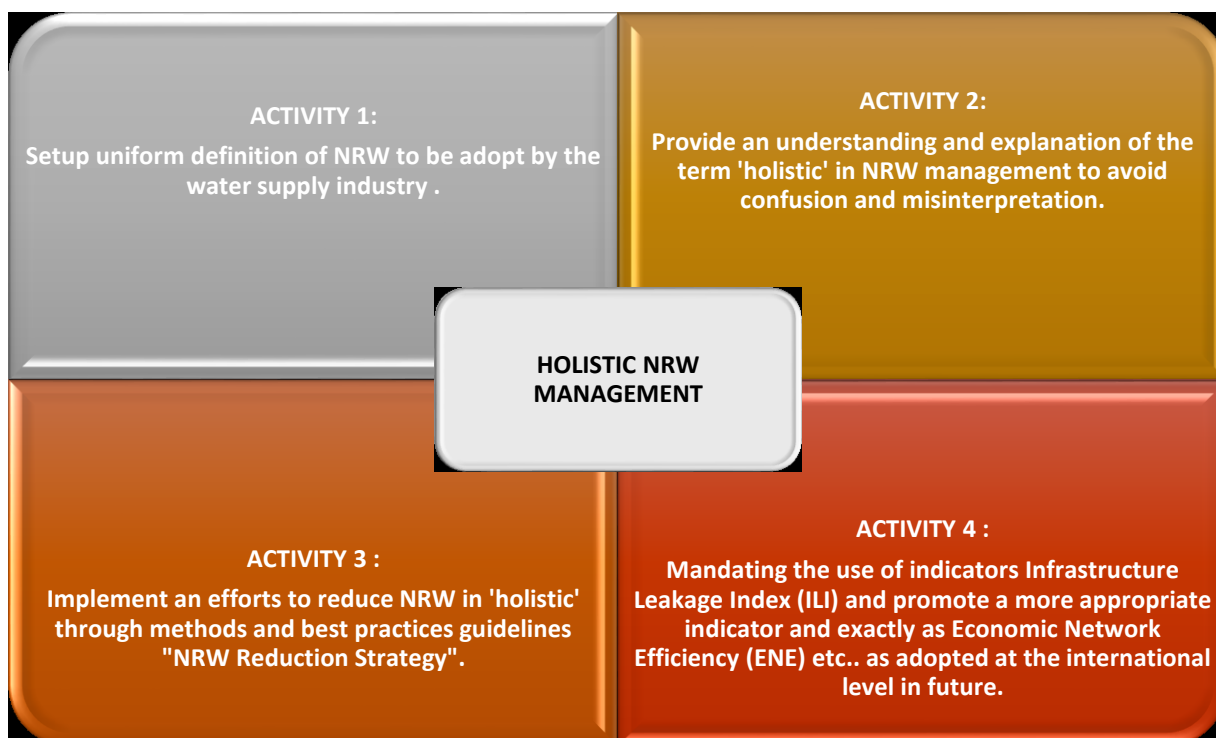 ACTIVITY 1:
Setup uniform definition of NRW to be adopt by the
water supply industry .
ACTIVITY 2:
Provide an understanding and explanation of the
term 'holistic' in NRW management to avoid
confusion and misinterpretation.
HOLISTIC NRW
MANAGEMENT
ACTIVITY 3 :
Implement an efforts to reduce NRW in 'holistic'
through methods and best practices guidelines
"NRW Reduction Strategy".
ACTIVITY 4 :
Mandating the use of indicators Infrastructure
Leakage Index (ILI) and promote a more appropriate
indicator and exactly as Economic Network
Efficiency (ENE) etc.. as adopted at the international
level in future.